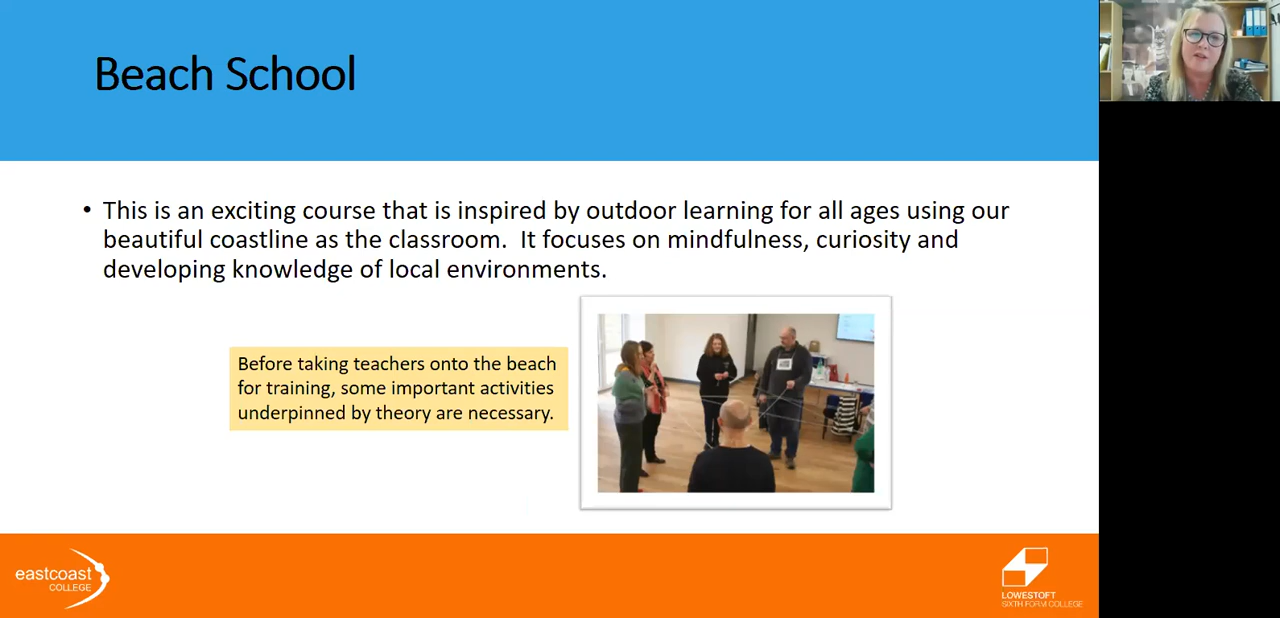 Beach School
• This is an exciting course that is inspired by outdoor learning for all ages using our
beautiful coastline as the classroom. It focuses on mindfulness, curiosity and
developing knowledge of local environments.
Before taking teachers onto the beach
for training, some important activities
underpinned by theory are necessary.
eastcoast
COLLEGE
LOWESTOFT
SIXTH FORM COLLEGE